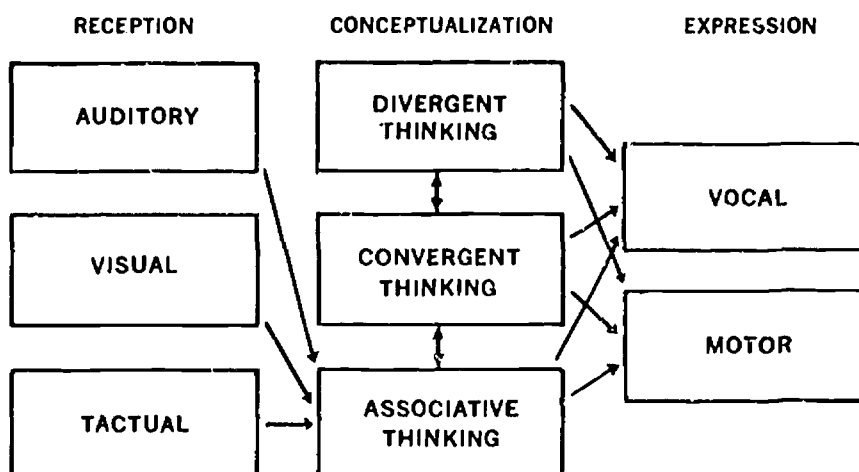 RECEPTION
CONCEPTUALIZATION
EXPRESSION
AUDITORY
DIVERGENT
THINKING
VOCAL
VISUAL
CONVERGENT
THINKING
MOTOR
TACTUAL
ASSOCIATIVE
THINKING